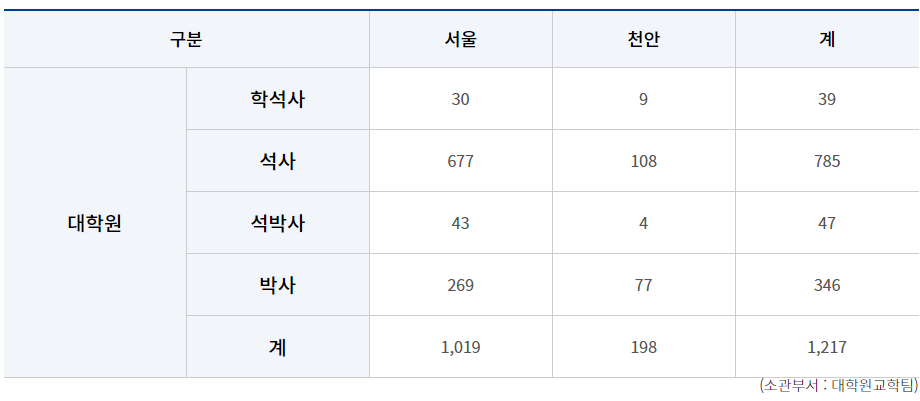 구분 서울 천안 계
대학원 학석사 30 9 39
석사 677 108 785
석박사 43 4 47
박사 269 77 346
계 1,019 198 1,217
(소관부서 : 대학원교학팀)